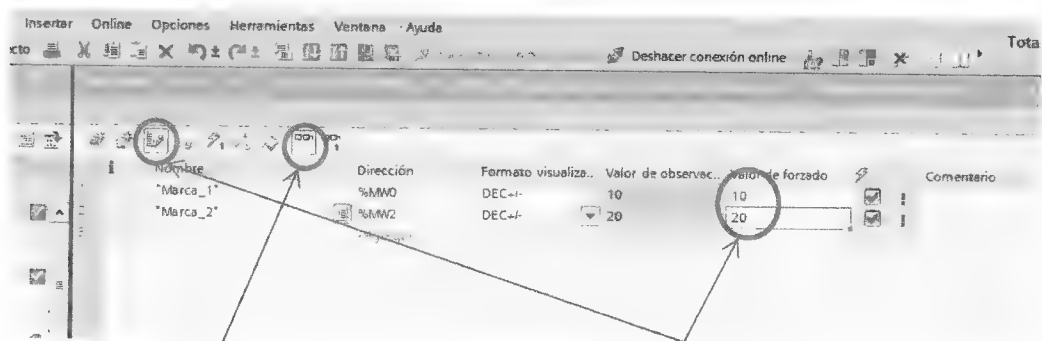 Insertar Online Opciones Herramientas Ventana Ayuda
cto Deshacer conexión online Tota
i Nombre Dirección Formato visualiza.. Valor de observac.. Valor de forzado Comentario
"Marca_1" %MW0 DEC+/- 10 10
"Marca_2" %MW2 DEC+/- 20 20